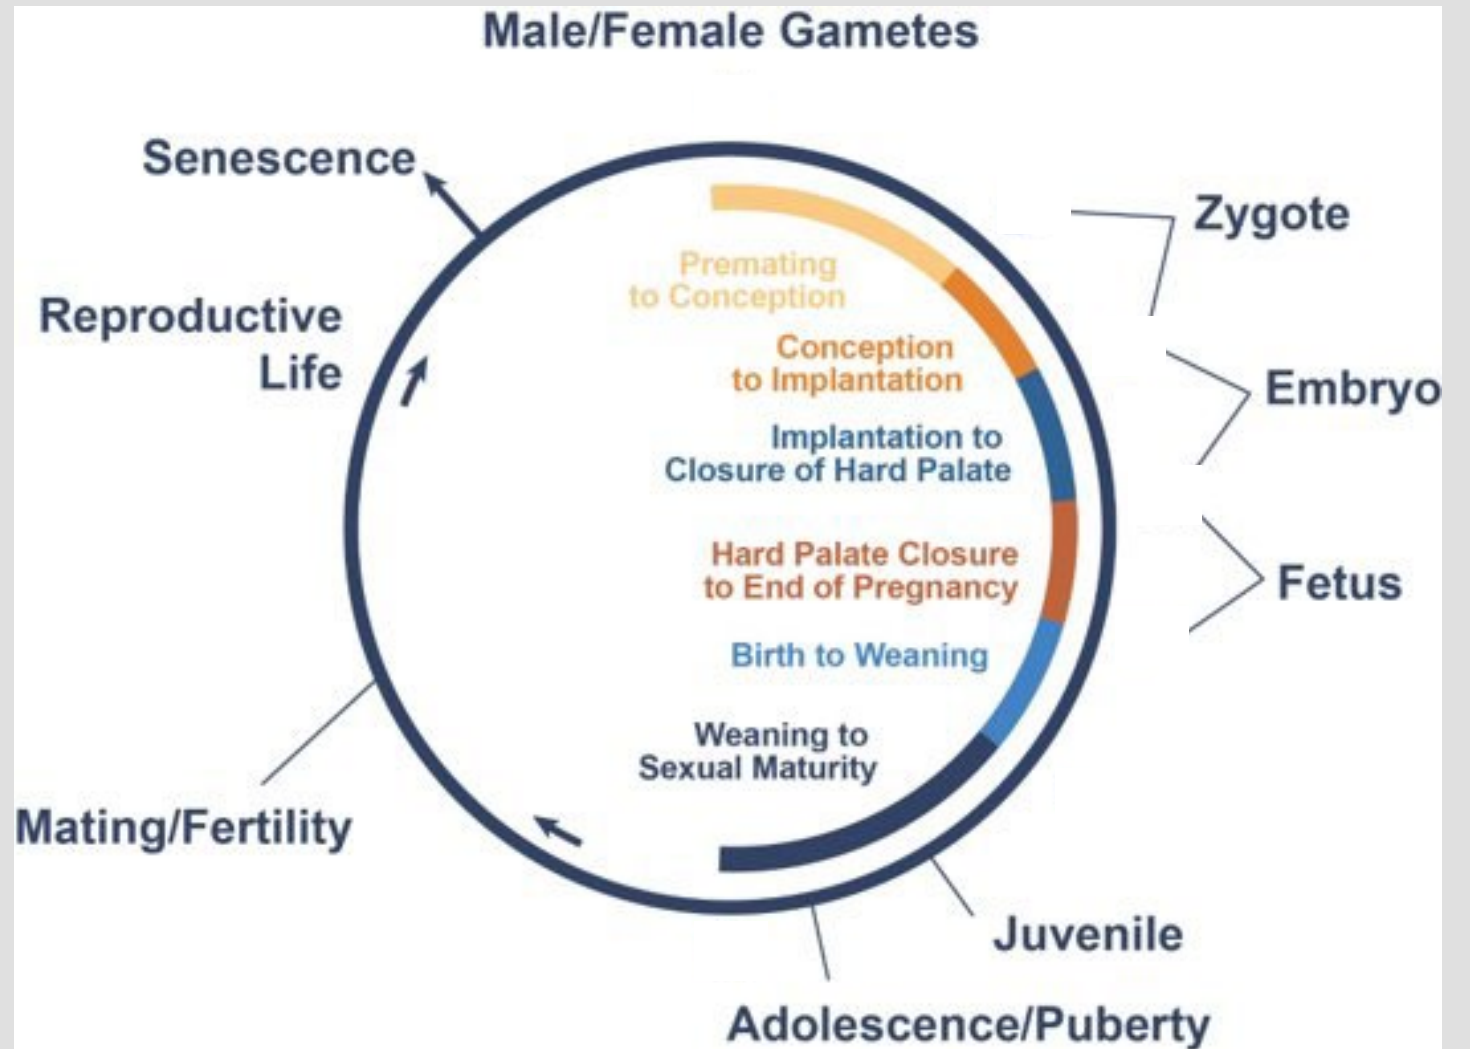 Male/Female Gametes
Senescence
Zygote
Premating
to Conception
Reproductive
Life
Conception
to Implantation
Embryo
Implantation to
Closure of Hard Palate
Hard Palate Closure
to End of Pregnancy
Fetus
Birth to Weaning
Weaning to
Sexual Maturity
Mating/Fertility
Juvenile
Adolescence/Puberty